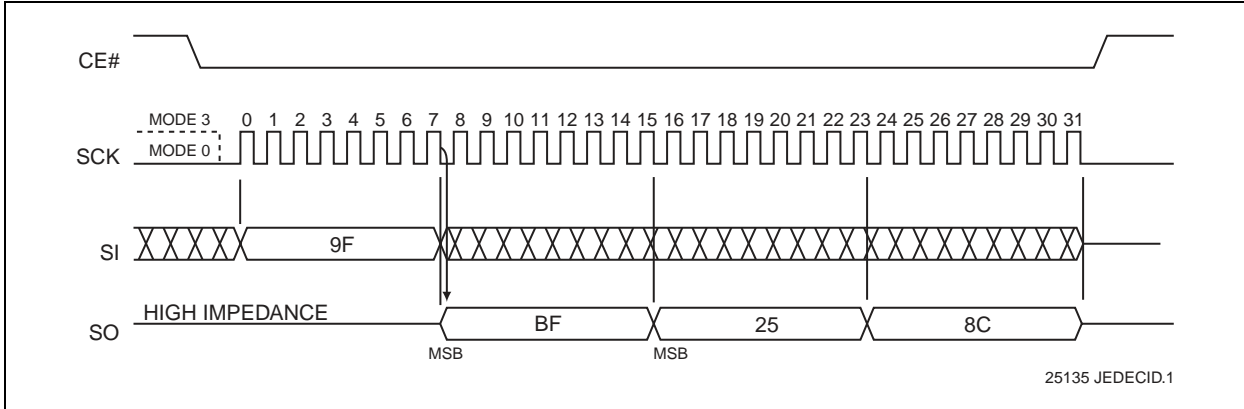 CE#
MODE 3
0 1 2 3 4 5 6 7 8 9 10 11 12 13 14 15 16 17 18 19 20 21 22 23 24 25 26 27 28 29 30 31
SCK
MODE 0
SI
9F
HIGH IMPEDANCE
SO
BF
25
8C
MSB
MSB
25135 JEDECID.1